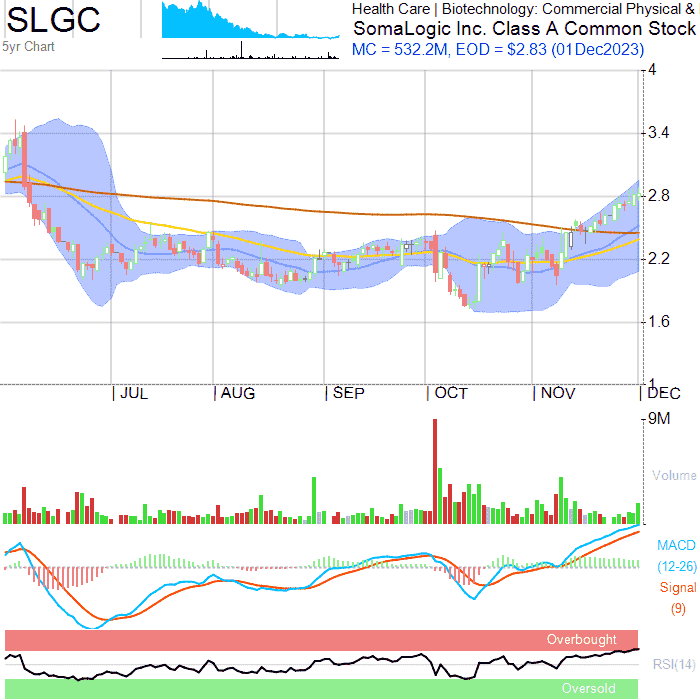 SLGC
5yr Chart
Health Care | Biotechnology: Commercial Physical &
SomaLogic Inc. Class A Common Stock
MC = 532.2M, EOD = $2.83 (01Dec2023)
4
3.4
2.8
2.2
1.6
1
| JUL | AUG | SEP | OCT | NOV | DEC
9M
Volume
MACD
(12-26)
Signal
(9)
Overbought
RSI(14)
Oversold